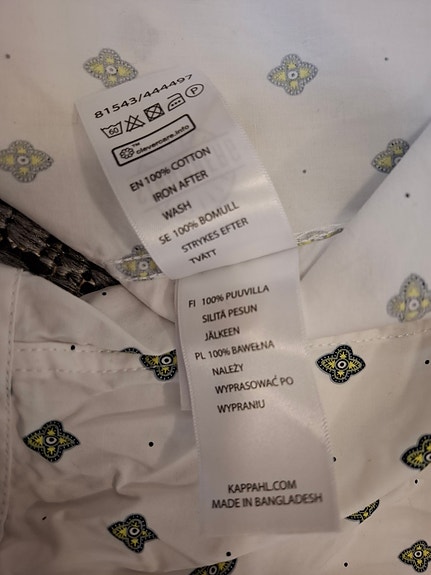 81543/444497
60 P
clevercare.info
EN 100% COTTON
IRON AFTER
WASH
SE 100% BOMULL
STRYKES EFTER
TVÄTT
FI 100% PUUVILLA
SILITÄ PESUN
JÄLKEEN
PL 100% BAWEŁNA
NALEŻY
WYPRASOWAĆ PO
WYPRANIU
KAPPAHL.COM
MADE IN BANGLADESH